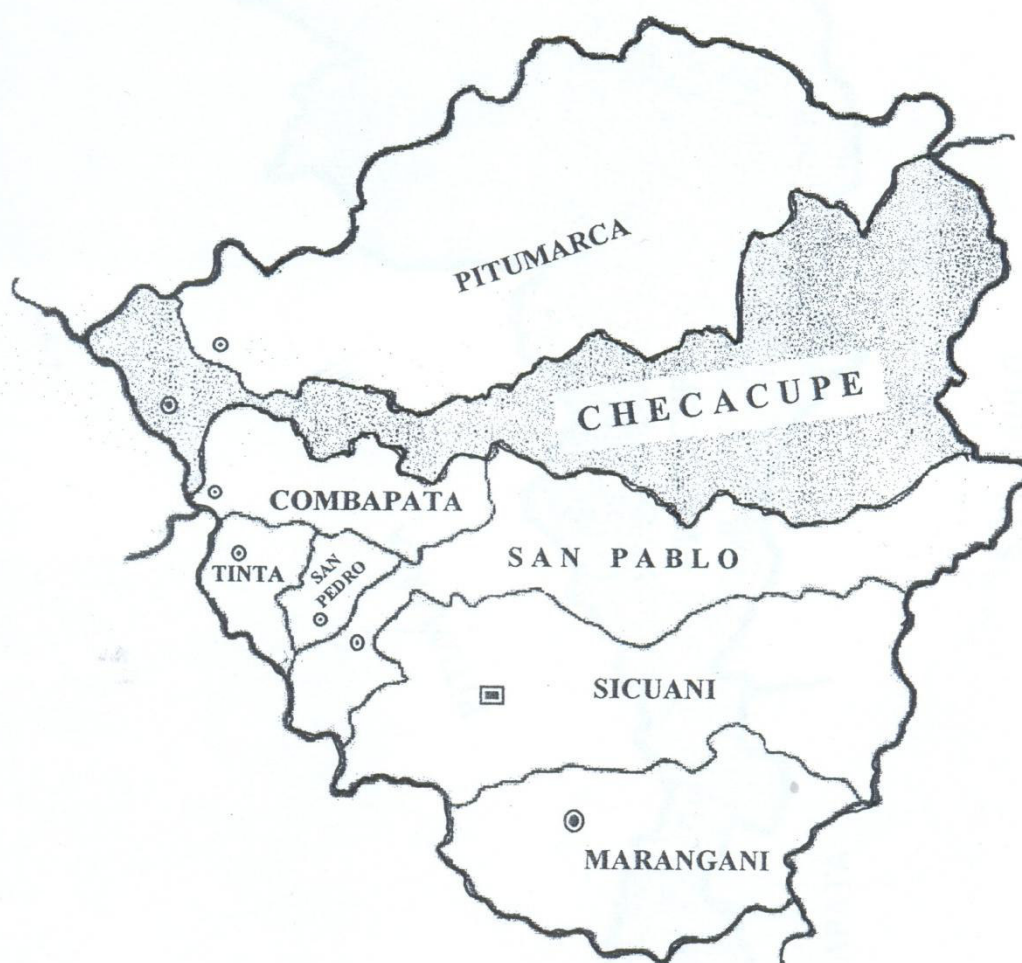 PITUMARCA
CHECACUPE
COMBAPATA
SAN PABLO
TINTA
SAN
PEDRO
SICUANI
MARANGANI